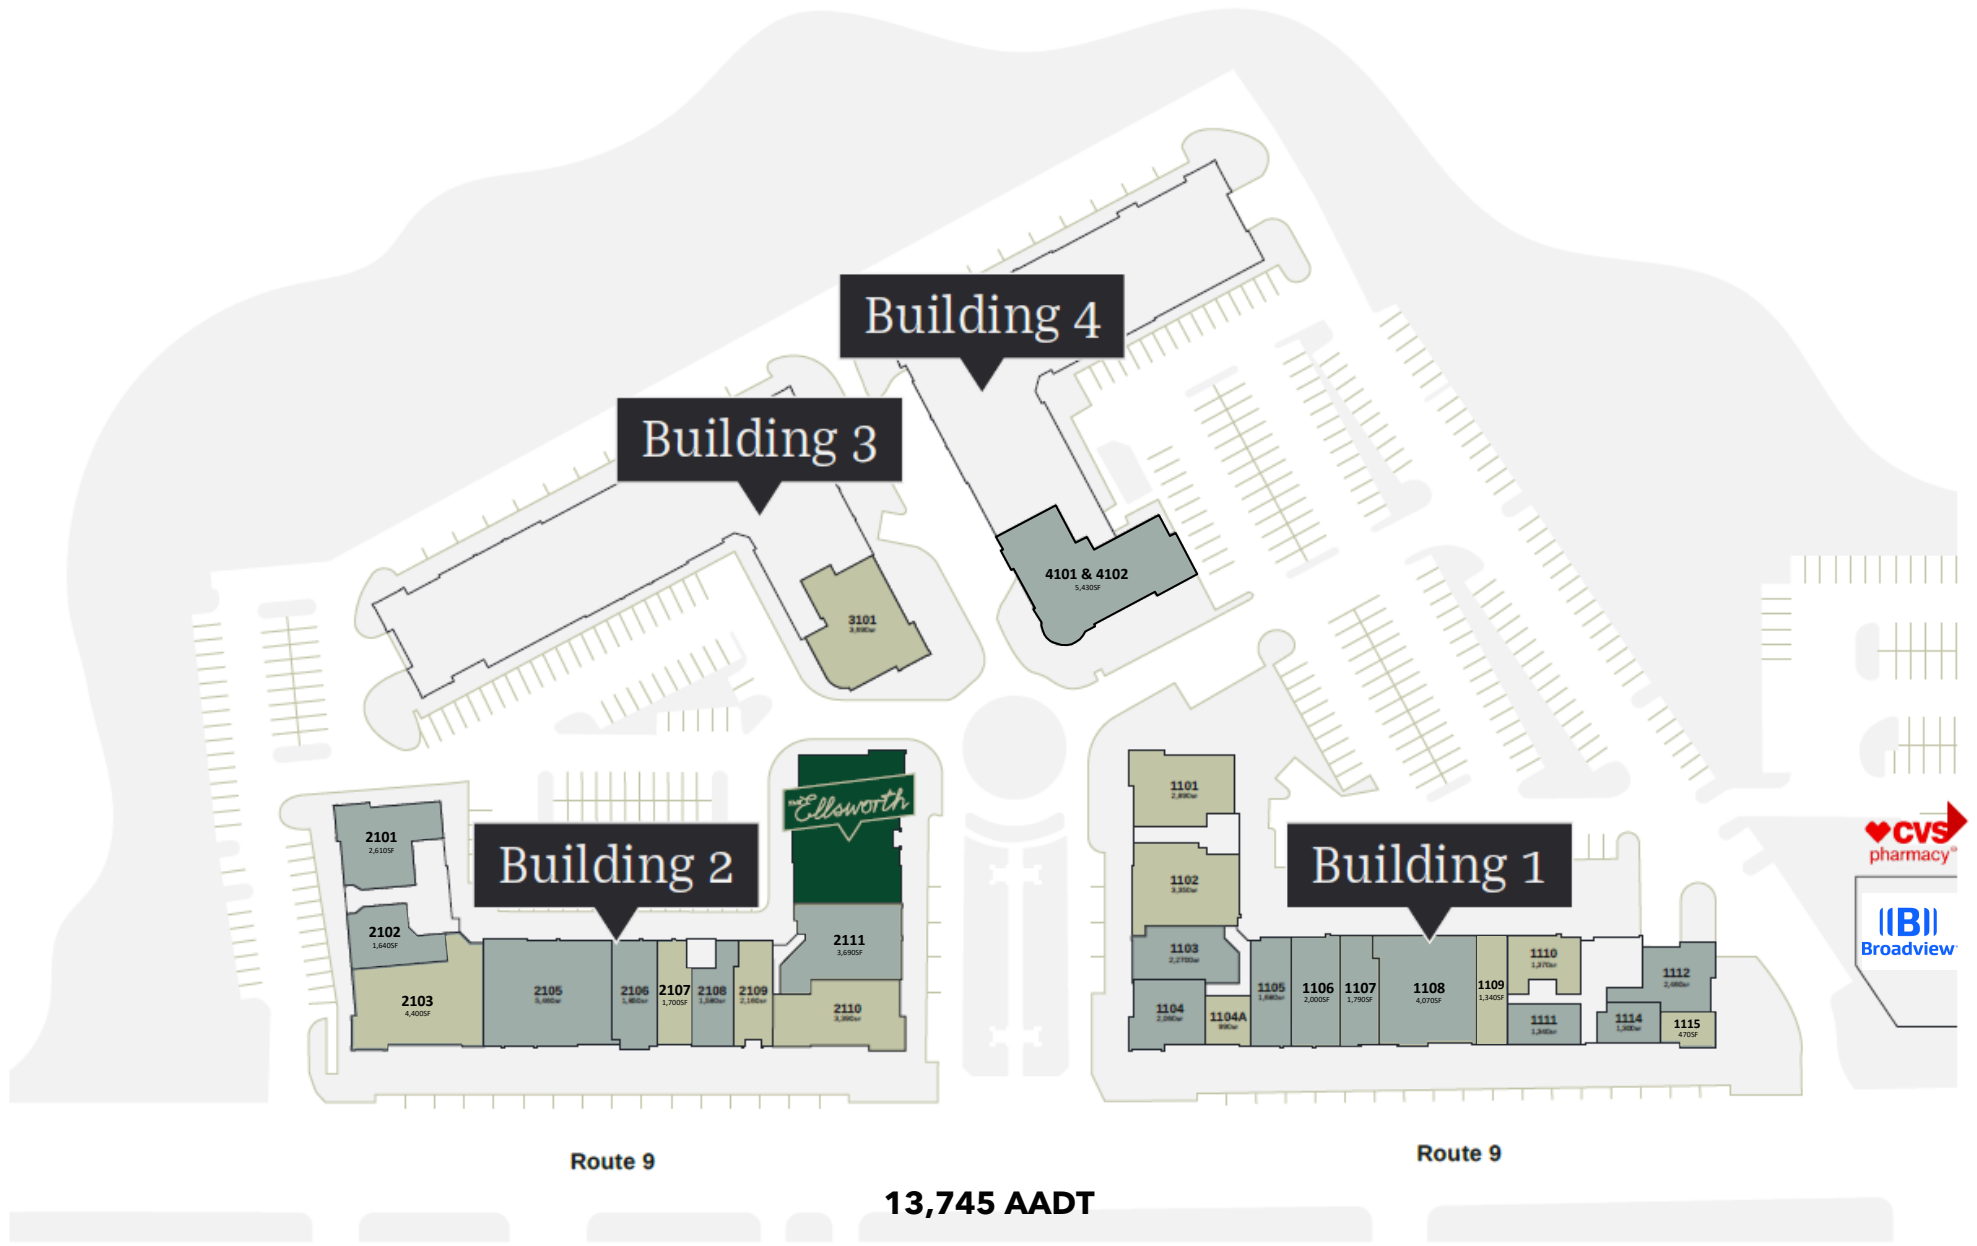 Building 4
Building 3
4101 & 4102
5,430SF
3101
Ellsworth
1101
2101
2,610SF
Building 2
Building 1
CVS
pharmacy
1102
2102
1,640SF
2111
3,690SF
Broadview
1103
1110
1112
2103
4,400SF
2105
2106
2107
1,700SF
2108
2109
2110
1104
1104A
1105
1106
2,000SF
1107
1,790SF
1108
4,070SF
1109
1,340SF
1111
1114
1115
470SF
Route 9
Route 9
13,745 AADT